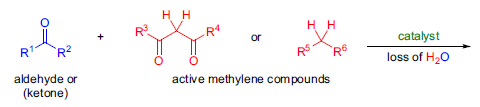 O
R1 R2
+
H H
R3 R4
O O
or
H H
R5 R6
catalyst
loss of H2O
aldehyde or
(ketone)
active methylene compounds